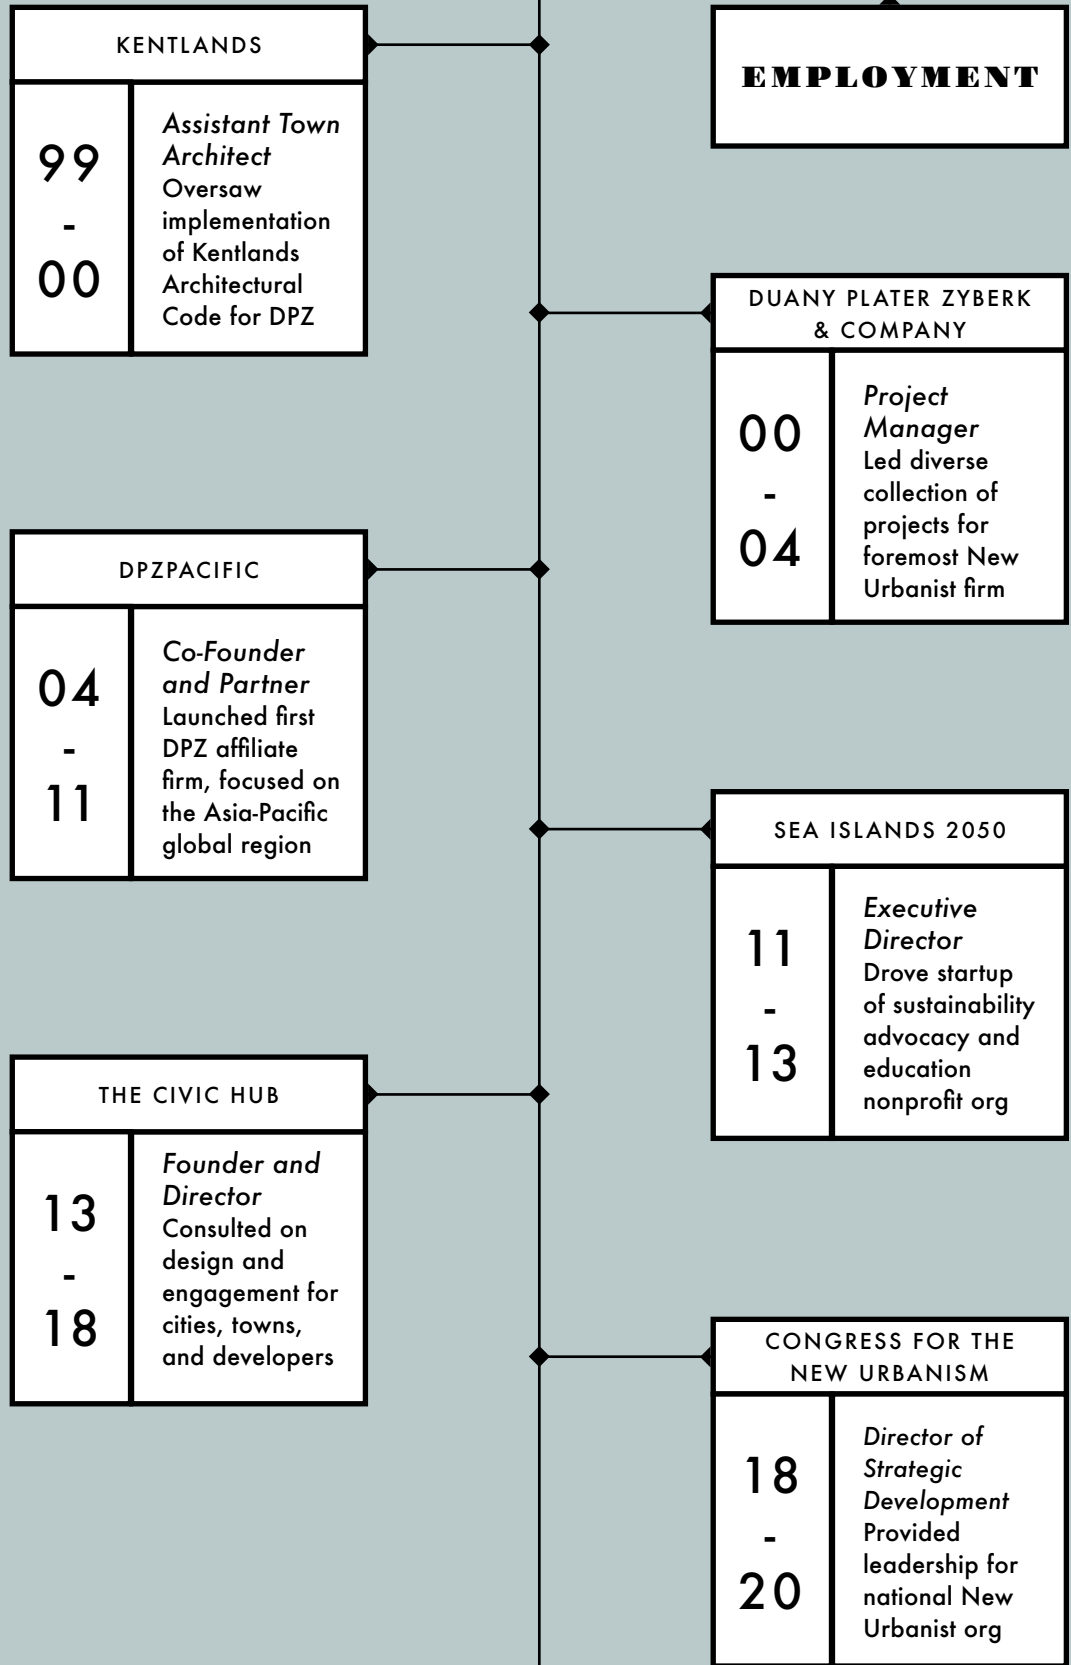 KENTLANDS
99
-
00
Assistant Town
Architect
Oversaw
implementation
of Kentlands
Architectural
Code for DPZ
EMPLOYMENT
DUANY PLATER ZYBERK
& COMPANY
00
-
04
Project
Manager
Led diverse
collection of
projects for
foremost New
Urbanist firm
DPZPACIFIC
04
-
11
Co-Founder
and Partner
Launched first
DPZ affiliate
firm, focused on
the Asia-Pacific
global region
SEA ISLANDS 2050
11
-
13
Executive
Director
Drove startup
of sustainability
advocacy and
education
nonprofit org
THE CIVIC HUB
13
-
18
Founder and
Director
Consulted on
design and
engagement for
cities, towns,
and developers
CONGRESS FOR THE
NEW URBANISM
18
-
20
Director of
Strategic
Development
Provided
leadership for
national New
Urbanist org